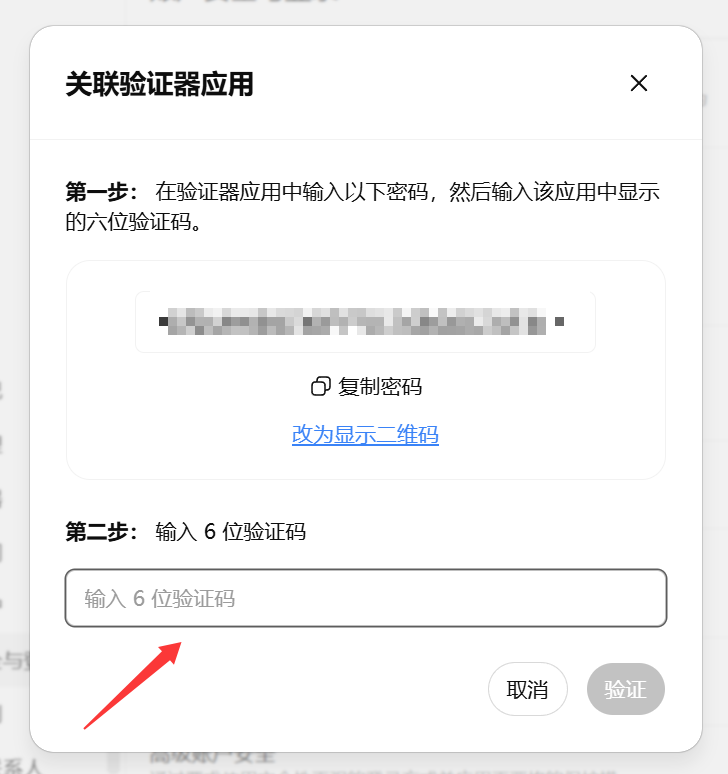 关联验证器应用
第一步： 在验证器应用中输入以下密码，然后输入该应用中显示
的六位验证码。
复制密码
改为显示二维码
第二步： 输入 6 位验证码
输入 6 位验证码
取消
验证